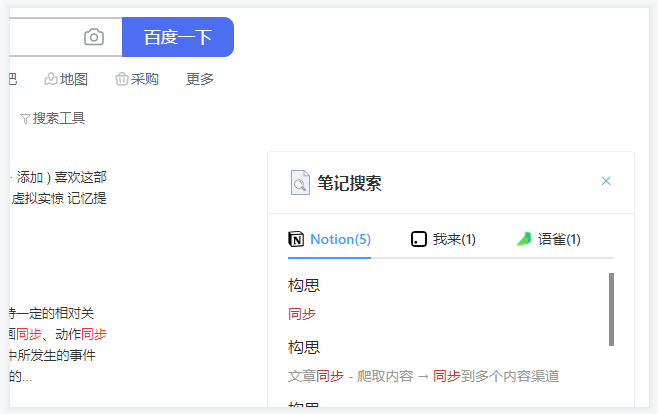 百度一下
地图 采购 更多
搜索工具
· 添加 ) 喜欢这部
虚拟实惊 记忆提
持一定的相对关
画同步、动作同步
中所发生的事件
的...
笔记搜索
Notion(5) 我来(1) 语雀(1)
构思
同步
构思
文章同步 - 爬取内容 → 同步到多个内容渠道
构思